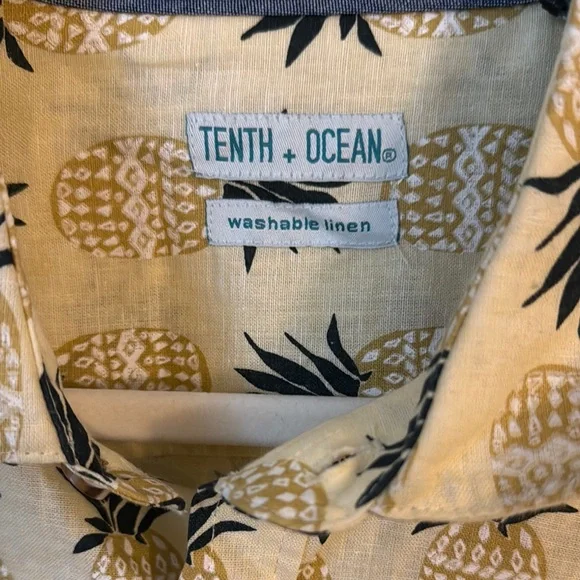 TENTH + OCEAN®
washable linen